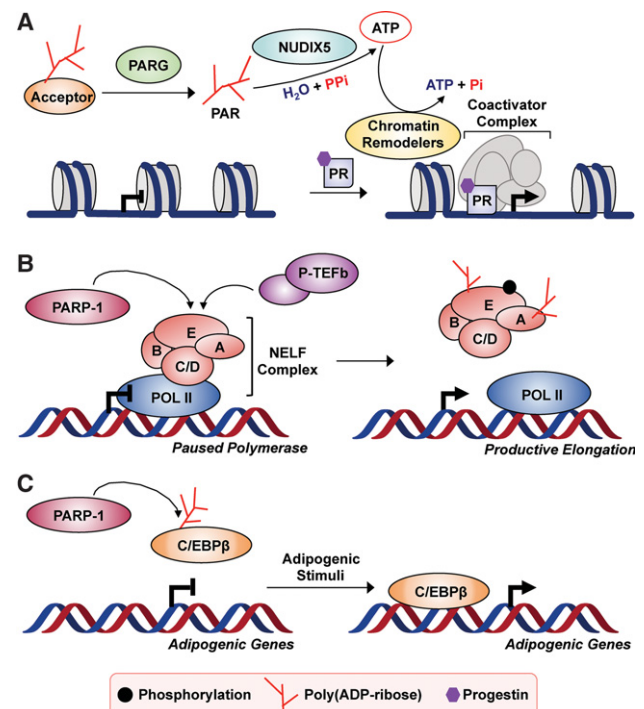 A
Acceptor
PARG
PAR
NUDIX5
H₂O + PPi
ATP
ATP + Pi
Chromatin
Remodelers
Coactivator
Complex
PR
PR
B
PARP-1
P-TEFb
E
B
A
C/D
POL II
NELF
Complex
Paused Polymerase
E
B
A
C/D
POL II
Productive Elongation
C
PARP-1
C/EBPβ
Adipogenic Genes
Adipogenic
Stimuli
C/EBPβ
Adipogenic Genes
Phosphorylation
Poly(ADP-ribose)
Progestin